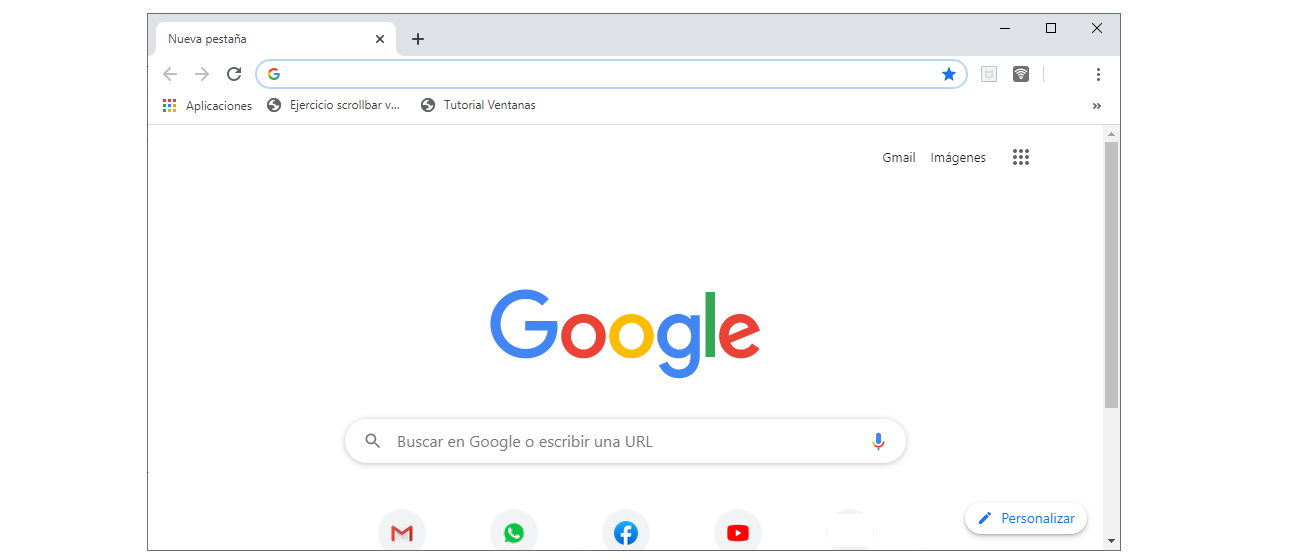 Nueva pestaña
Aplicaciones Ejercicio scrollbar v... Tutorial Ventanas
Gmail Imágenes
Google
Buscar en Google o escribir una URL
Personalizar